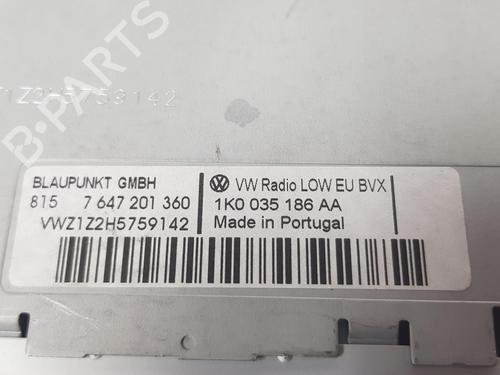 B-PARTS
1Z2H5759142
BLAUPUNKT GMBH
815 7 647 201 360
VWZ1Z2H5759142
VW Radio LOW EU BVX
1K0 035 186 AA
Made in Portugal